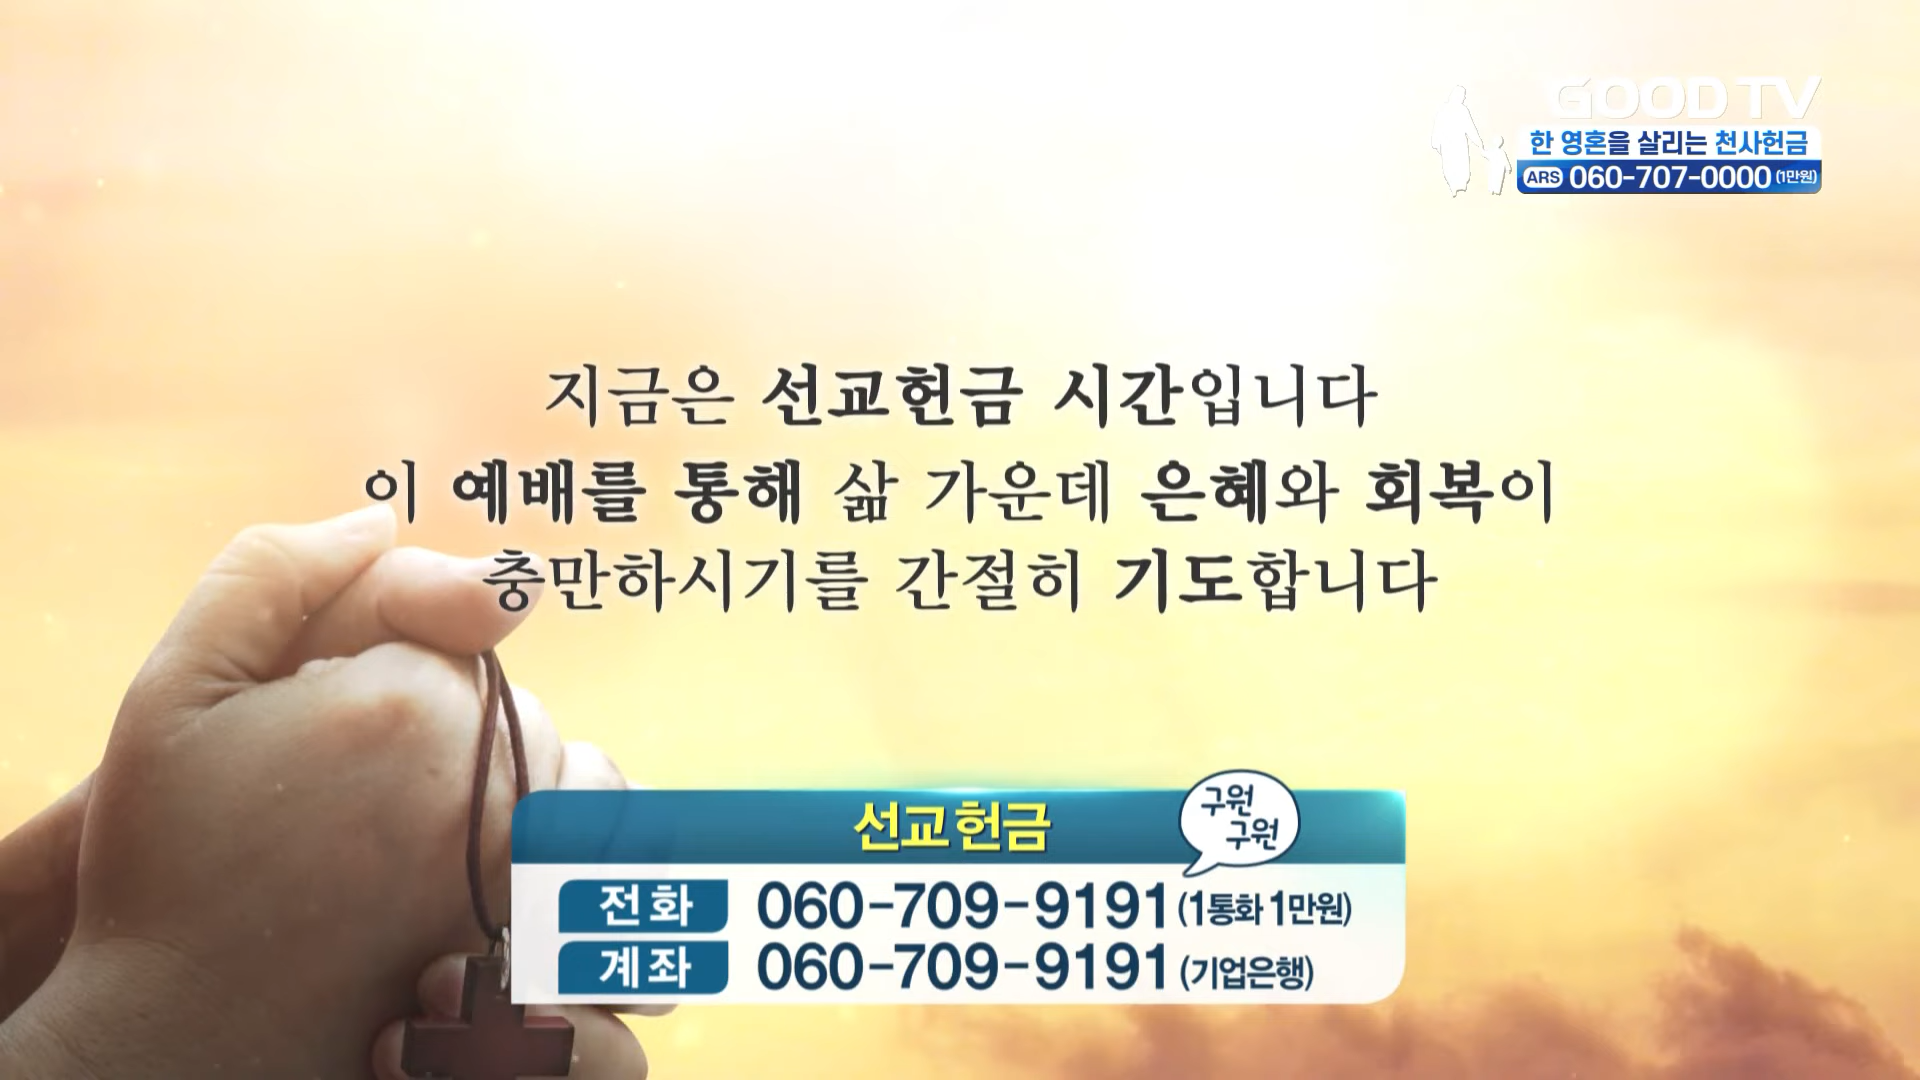 GOODTV
한 영혼을 살리는 천사헌금
ARS 060-707-0000 (1만원)
지금은 선교헌금 시간입니다
이 예배를 통해 삶 가운데 은혜와 회복이
충만하시기를 간절히 기도합니다
선교헌금
구원
구원
전화 060-709-9191 (1통화 1만원)
계좌 060-709-9191 (기업은행)